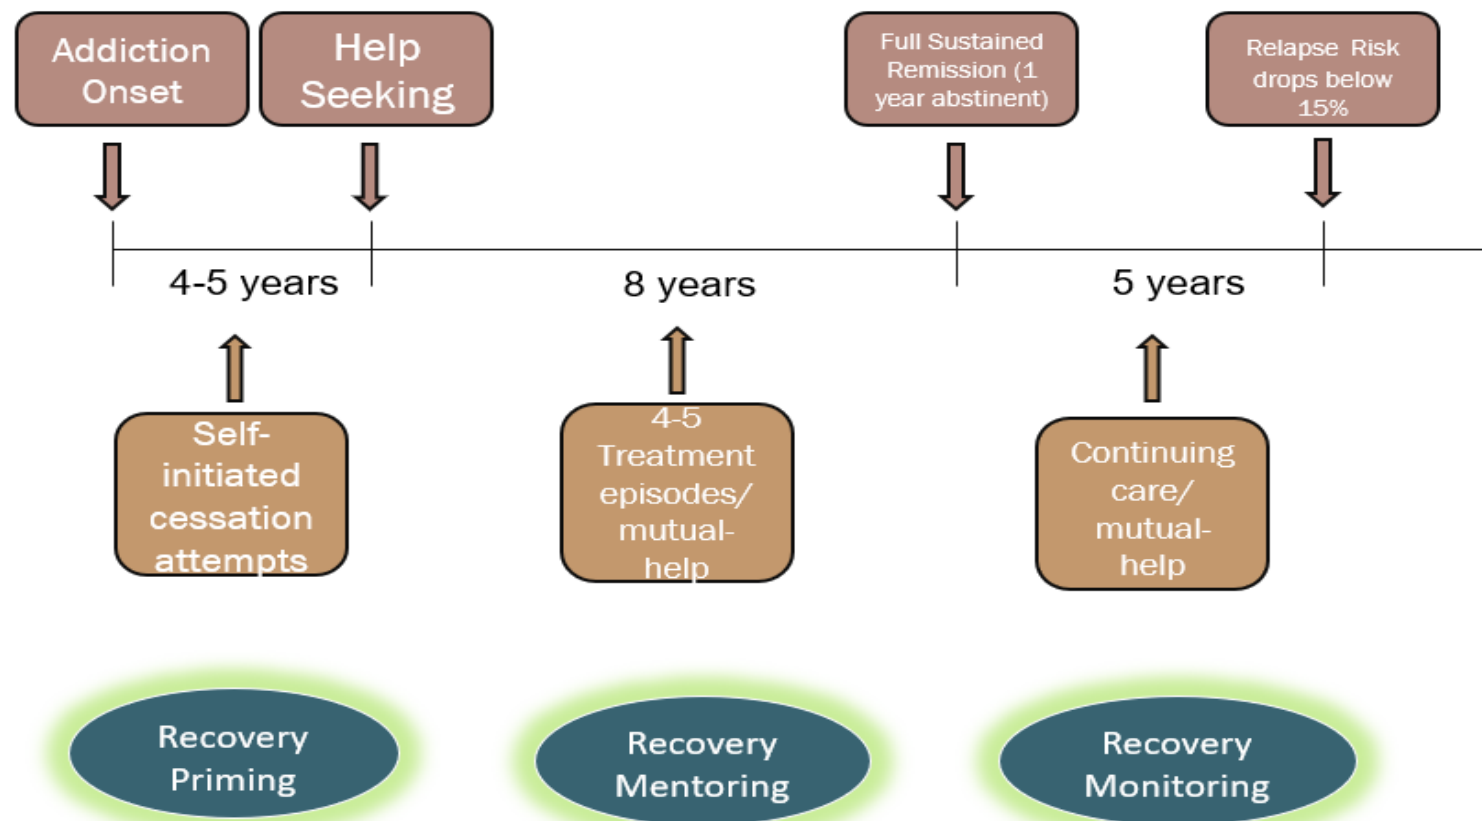 Addiction
Onset
Help
Seeking
Full Sustained
Remission (1
year abstinent)
Relapse Risk
drops below
15%
4-5 years
8 years
5 years
Self-
initiated
cessation
attempts
4-5
Treatment
episodes/
mutual-
help
Continuing
care/
mutual-
help
Recovery
Priming
Recovery
Mentoring
Recovery
Monitoring